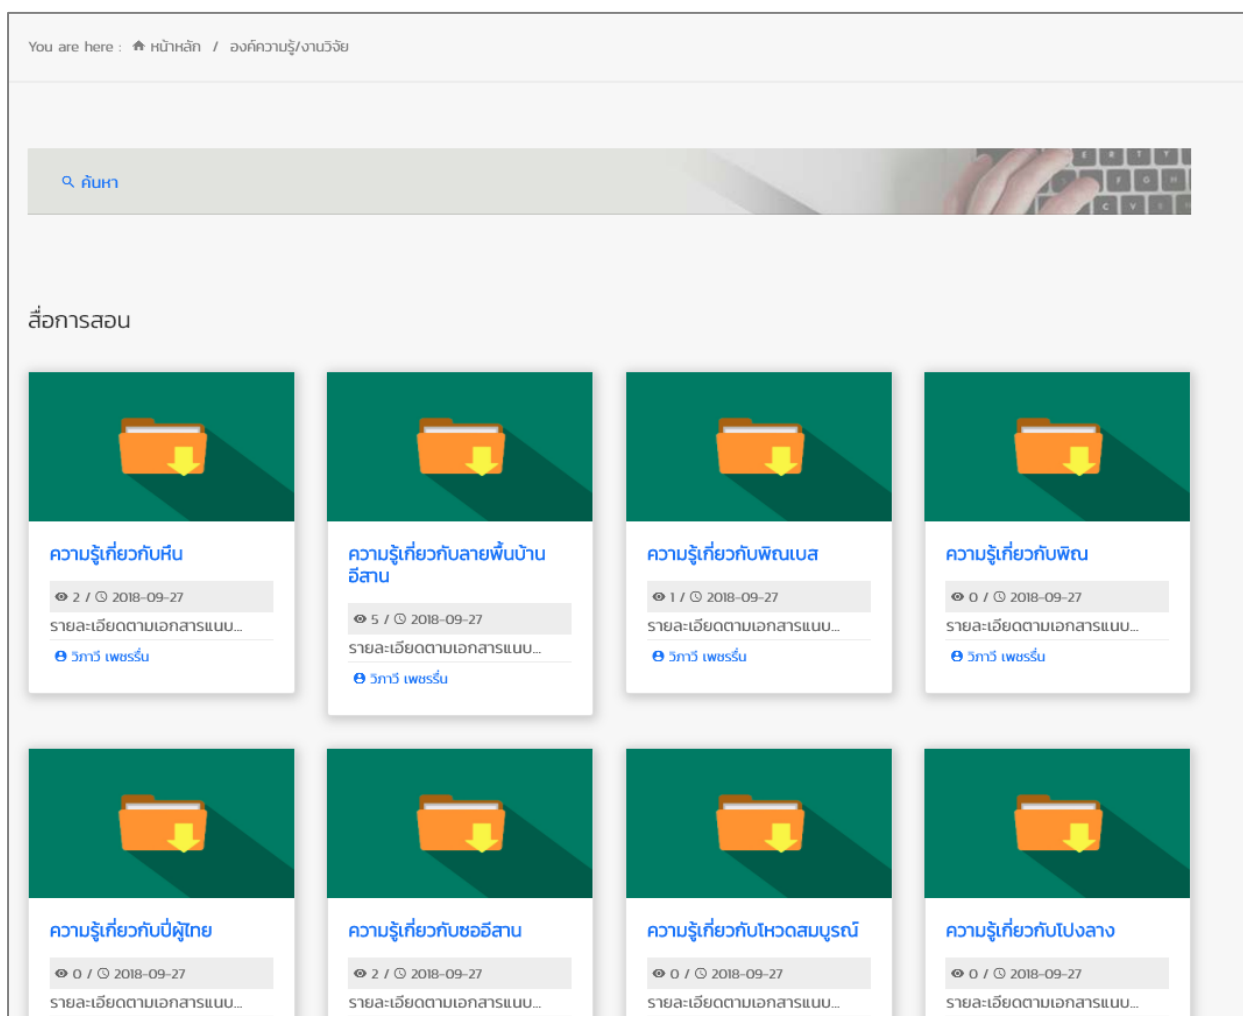 You are here : หน้าหลัก / องค์ความรู้/งานวิจัย
ค้นหา
สื่อการสอน
ความรู้เกี่ยวกับหึน
2 / 2018-09-27
รายละเอียดตามเอกสารแนบ...
วิภาวี เพชรรื่น
ความรู้เกี่ยวกับลายพื้นบ้าน
อีสาน
5 / 2018-09-27
รายละเอียดตามเอกสารแนบ...
วิภาวี เพชรรื่น
ความรู้เกี่ยวกับพิณเบส
1 / 2018-09-27
รายละเอียดตามเอกสารแนบ...
วิภาวี เพชรรื่น
ความรู้เกี่ยวกับพิณ
0 / 2018-09-27
รายละเอียดตามเอกสารแนบ...
วิภาวี เพชรรื่น
ความรู้เกี่ยวกับปี่ผู้ไทย
0 / 2018-09-27
รายละเอียดตามเอกสารแนบ...
ความรู้เกี่ยวกับซออีสาน
2 / 2018-09-27
รายละเอียดตามเอกสารแนบ...
ความรู้เกี่ยวกับโหวดสมบูรณ์
0 / 2018-09-27
รายละเอียดตามเอกสารแนบ...
ความรู้เกี่ยวกับโปงลาง
0 / 2018-09-27
รายละเอียดตามเอกสารแนบ...